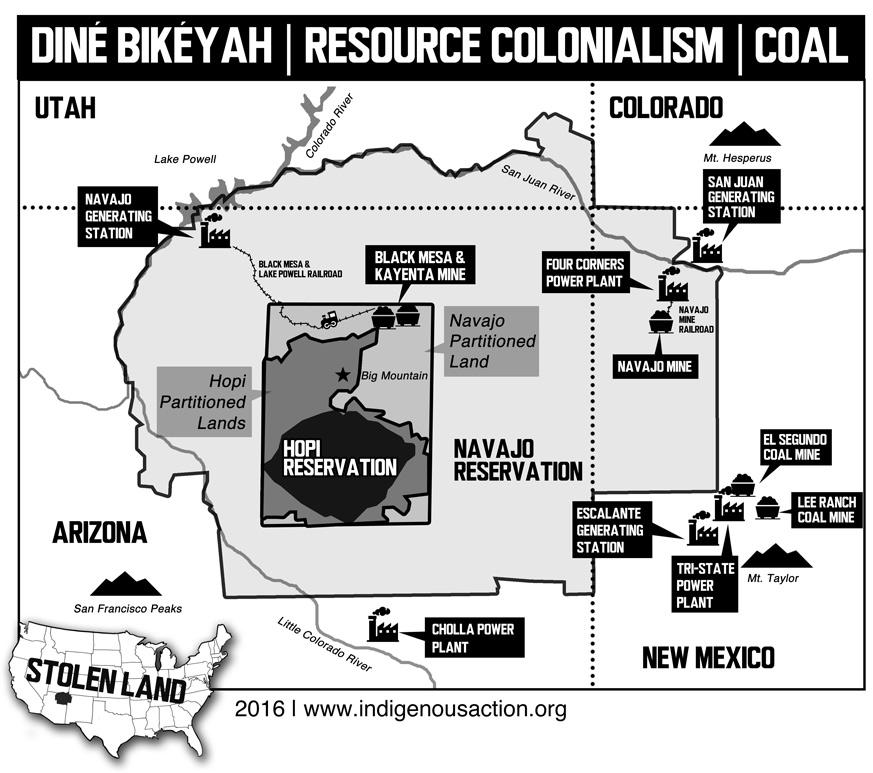 DINÉ BIKÉYAH | RESOURCE COLONIALISM | COAL
UTAH
COLORADO
Colorado River
Lake Powell
Mt. Hesperus
San Juan River
SAN JUAN
GENERATING
STATION
NAVAJO
GENERATING
STATION
BLACK MESA &
LAKE POWELL RAILROAD
BLACK MESA &
KAYENTA MINE
FOUR CORNERS
POWER PLANT
NAVAJO
MINE
RAILROAD
NAVAJO MINE
Navajo
Partitioned
Land
Hopi
Partitioned
Lands
Big Mountain
HOPI
RESERVATION
NAVAJO
RESERVATION
EL SEGUNDO
COAL MINE
LEE RANCH
COAL MINE
ESCALANTE
GENERATING
STATION
TRI-STATE
POWER
PLANT
Mt. Taylor
ARIZONA
San Francisco Peaks
Little Colorado River
CHOLLA POWER
PLANT
NEW MEXICO
STOLEN LAND
2016 | www.indigenousaction.org